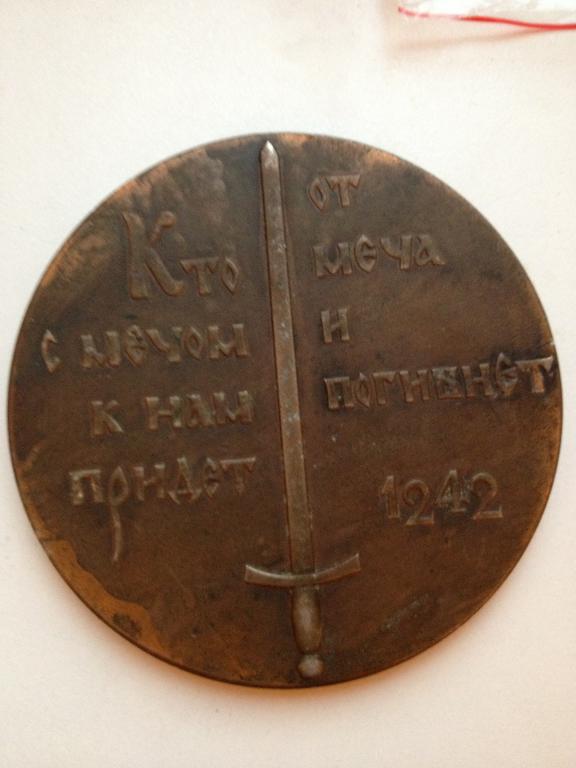 Кто
с мечом
к нам
придет
от
меча
и
погибнет
1242